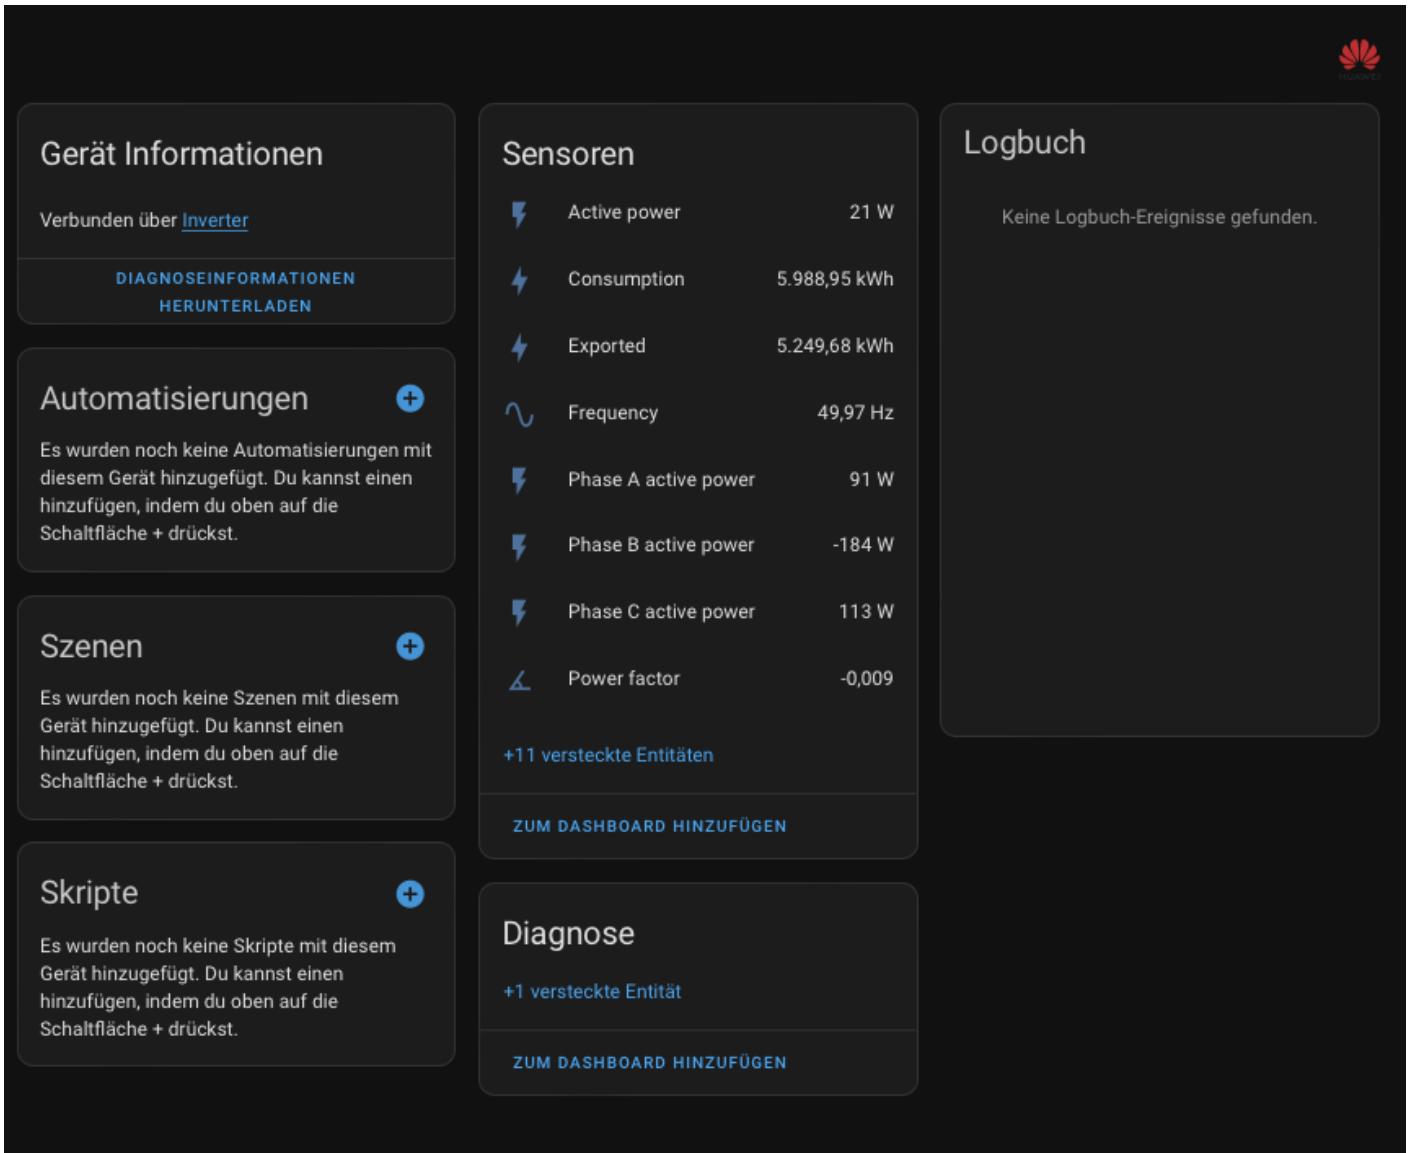 HUAWEI
Gerät Informationen
Verbunden über Inverter
DIAGNOSEINFORMATIONEN
HERUNTERLADEN
Automatisierungen
Es wurden noch keine Automatisierungen mit
diesem Gerät hinzugefügt. Du kannst einen
hinzufügen, indem du oben auf die
Schaltfläche + drückst.
Szenen
Es wurden noch keine Szenen mit diesem
Gerät hinzugefügt. Du kannst einen
hinzufügen, indem du oben auf die
Schaltfläche + drückst.
Skripte
Es wurden noch keine Skripte mit diesem
Gerät hinzugefügt. Du kannst einen
hinzufügen, indem du oben auf die
Schaltfläche + drückst.
Sensoren
Active power 21 W
Consumption 5.988,95 kWh
Exported 5.249,68 kWh
Frequency 49,97 Hz
Phase A active power 91 W
Phase B active power -184 W
Phase C active power 113 W
Power factor -0,009
+11 versteckte Entitäten
ZUM DASHBOARD HINZUFÜGEN
Diagnose
+1 versteckte Entität
ZUM DASHBOARD HINZUFÜGEN
Logbuch
Keine Logbuch-Ereignisse gefunden.